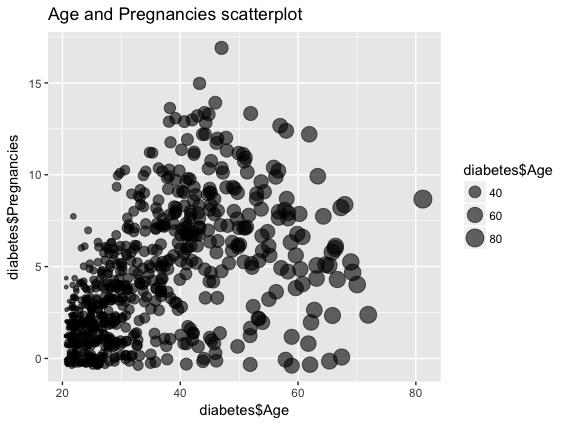 Age and Pregnancies scatterplot
15
10
5
0
diabetes$Pregnancies
20 40 60 80
diabetes$Age
diabetes$Age
40
60
80